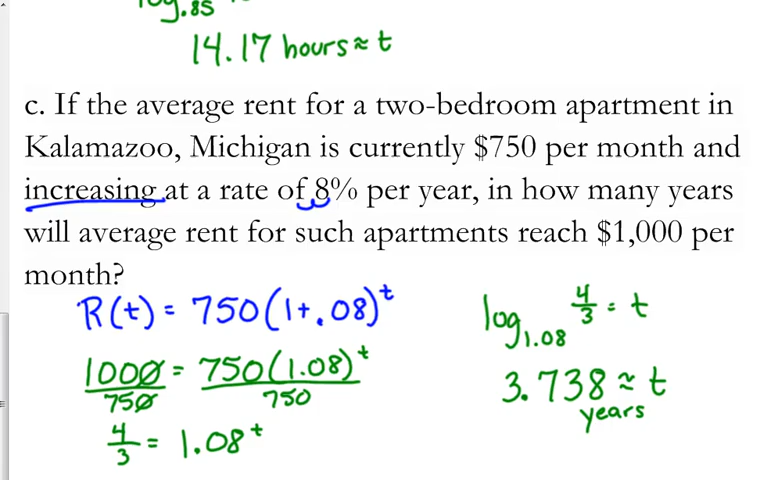 log.85
14.17 hours ≈ t
c. If the average rent for a two-bedroom apartment in
Kalamazoo, Michigan is currently $750 per month and
increasing at a rate of 8% per year, in how many years
will average rent for such apartments reach $1,000 per
month?
R(t) = 750(1+.08)^t
1000/750 = 750(1.08)^t/750
4/3 = 1.08^t
log_1.08 4/3 = t
3.738 ≈ t
years